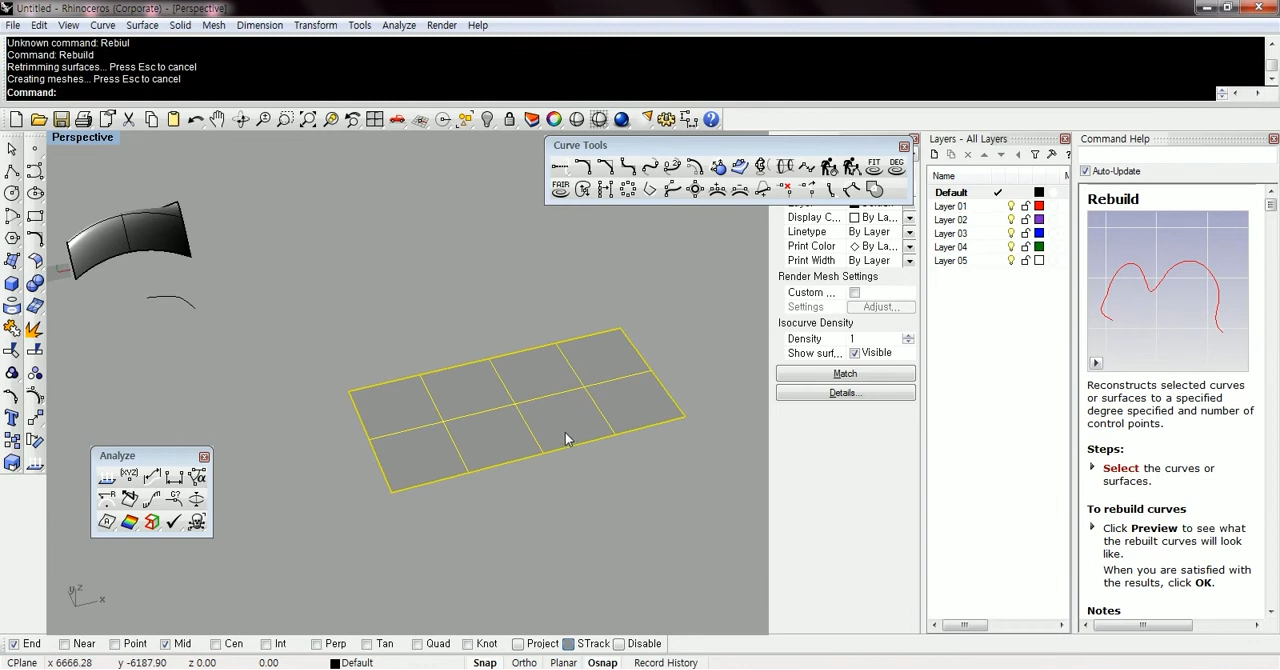 Untitled - Rhinoceros (Corporate) - [Perspective]
File Edit View Curve Surface Solid Mesh Dimension Transform Tools Analyze Render Help
Unknown command: Rebiul
Command: Rebuild
Retrimming surfaces... Press Esc to cancel
Creating meshes... Press Esc to cancel
Command:
Perspective
Curve Tools
FIT DEG
FAIR
Display C... By La...
Linetype By Layer
Print Color By La...
Print Width By Layer
Render Mesh Settings
Custom ...
Settings Adjust...
Isocurve Density
Density 1
Show surf... Visible
Match
Details...
Layers - All Layers
Name
Default
Layer 01
Layer 02
Layer 03
Layer 04
Layer 05
Command Help
Auto-Update
Rebuild
Reconstructs selected curves
or surfaces to a specified
degree specified and number of
control points.
Steps:
Select the curves or
surfaces.
To rebuild curves
Click Preview to see what
the rebuilt curves will look
like.
When you are satisfied with
the results, click OK.
Notes
Analyze
z
y
x
End Near Point Mid Cen Int Perp Tan Quad Knot Project STrack Disable
CPlane x 6666.28 y -6187.90 z 0.00 0.00 Default Snap Ortho Planar Osnap Record History